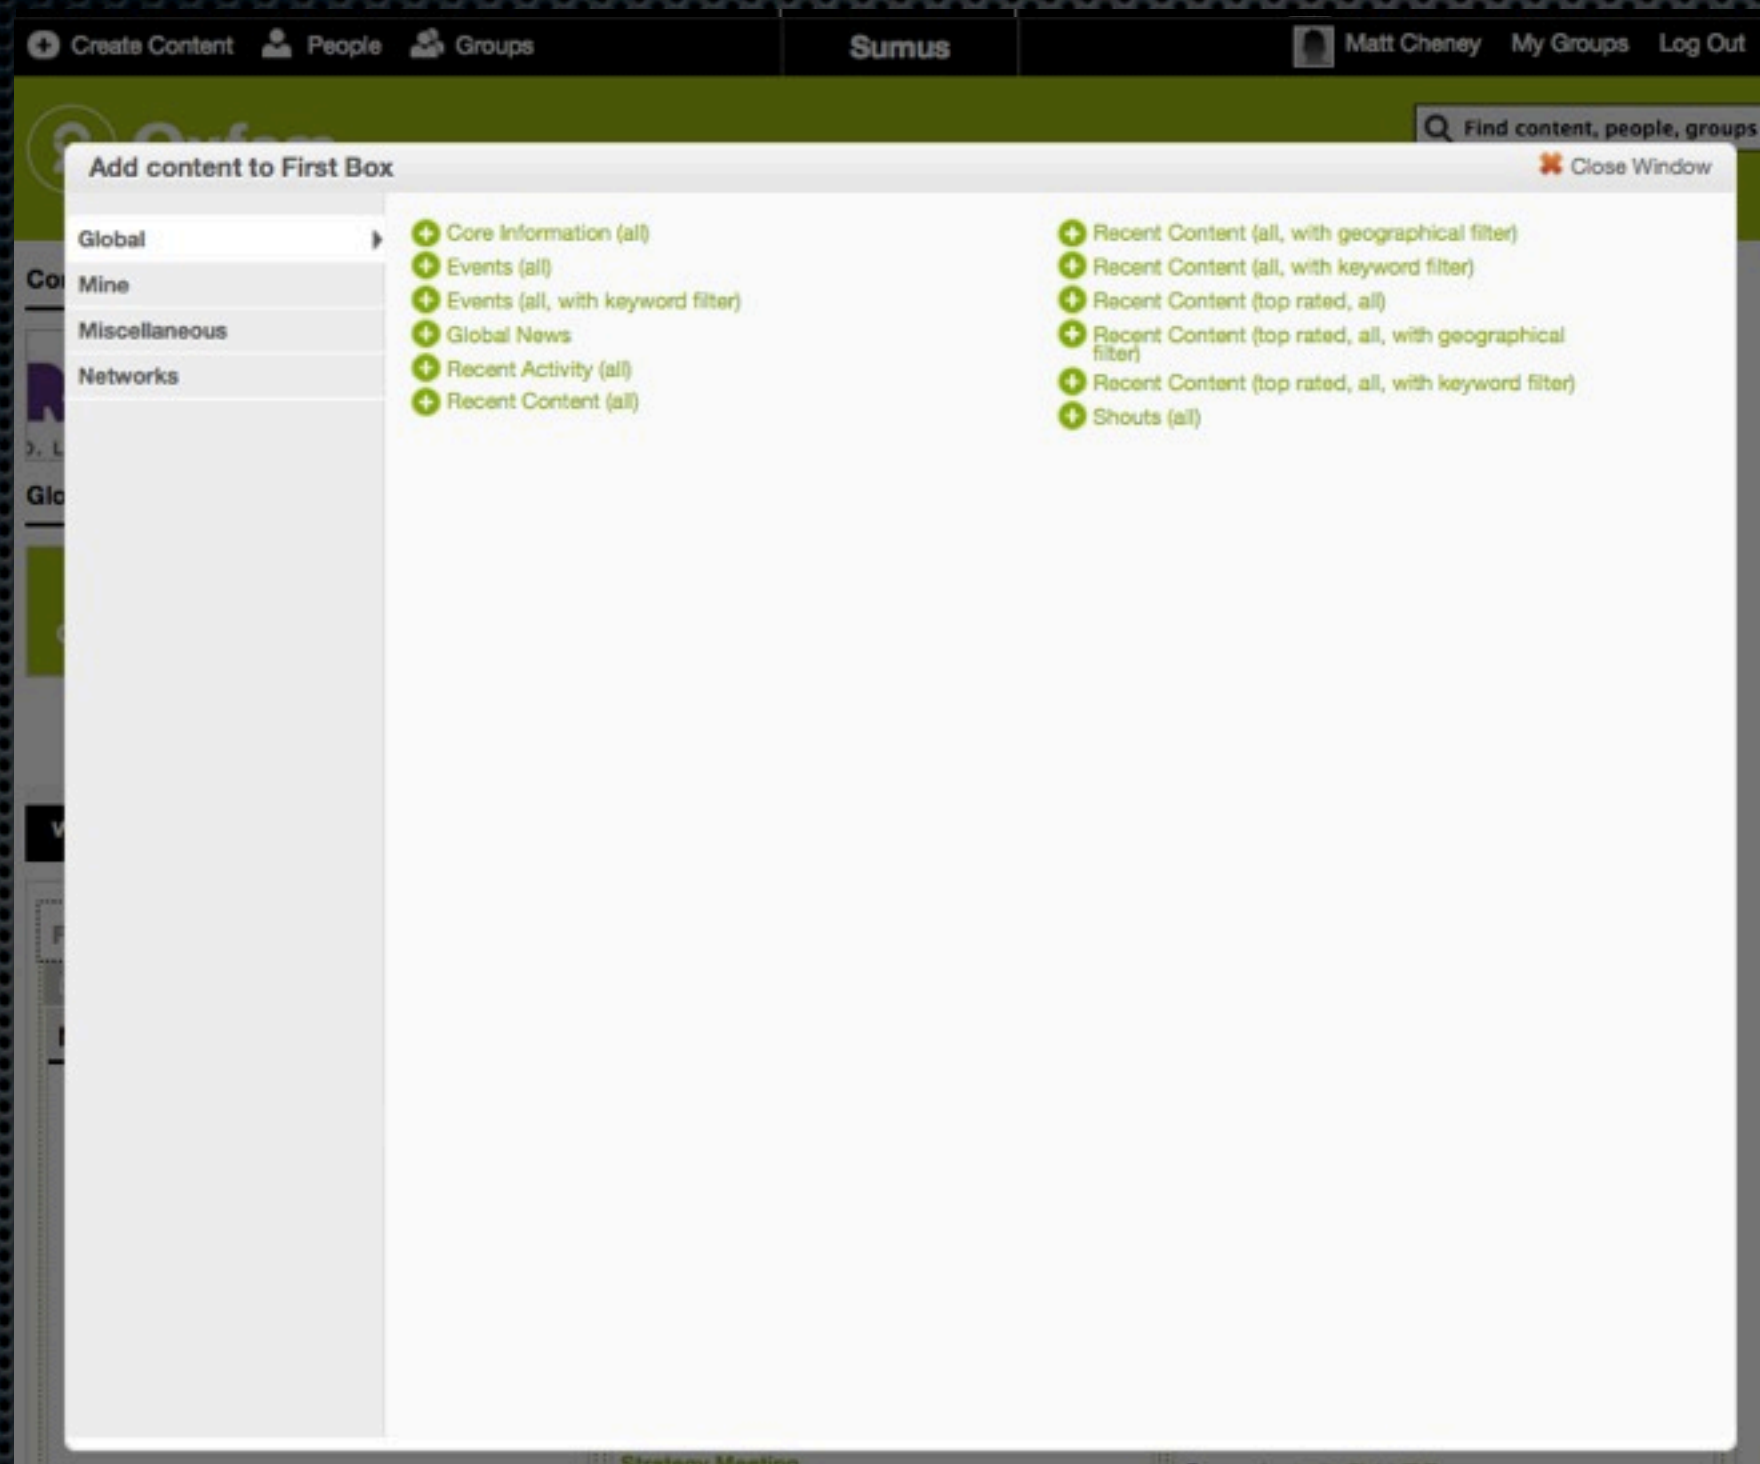 Create Content People Groups Sumus Matt Cheney My Groups Log Out
Find content, people, groups
Add content to First Box Close Window
Global
Mine
Miscellaneous
Networks
Core Information (all)
Events (all)
Events (all, with keyword filter)
Global News
Recent Activity (all)
Recent Content (all)
Recent Content (all, with geographical filter)
Recent Content (all, with keyword filter)
Recent Content (top rated, all)
Recent Content (top rated, all, with geographical
filter)
Recent Content (top rated, all, with keyword filter)
Shouts (all)
Strategy Meeting